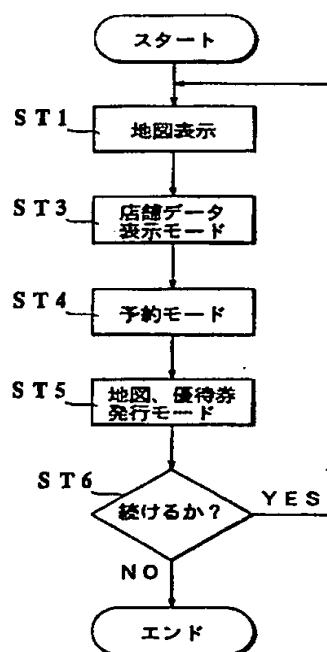 スタート
ST1
地図表示
ST3
店舗データ
表示モード
ST4
予約モード
ST5
地図、優待券
発行モード
ST6
続けるか?
YES
NO
エンド